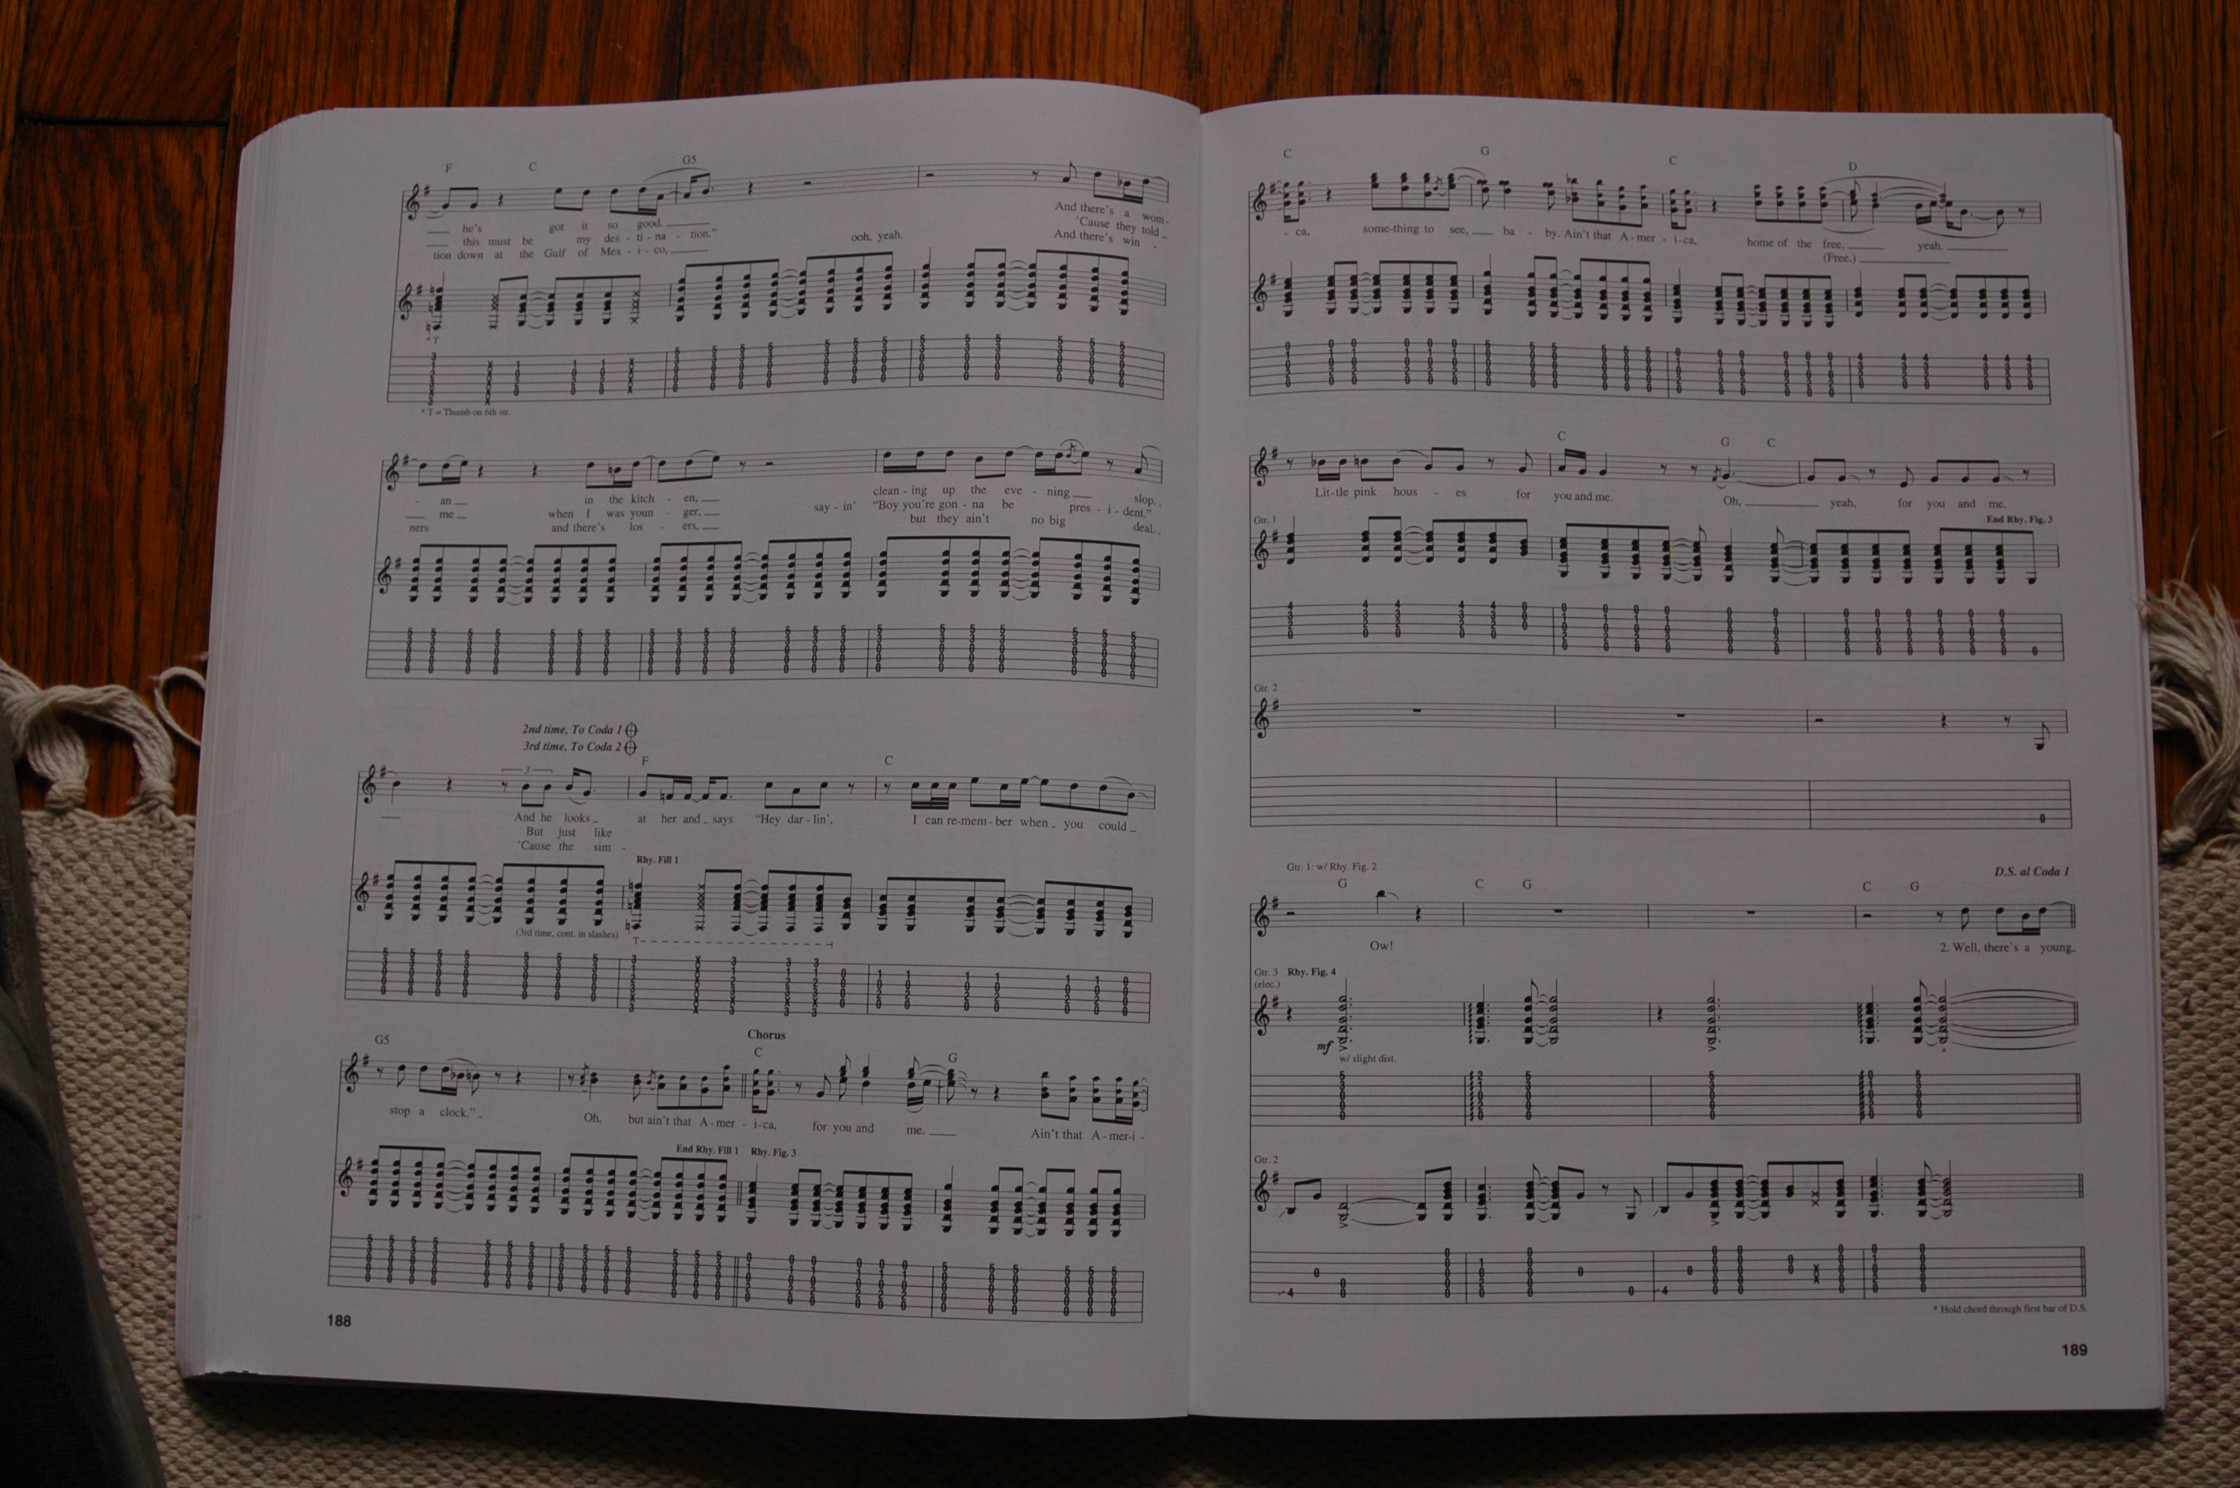 F C G5
he's got it so good.
this must be my des - ti - na - tion."
tion down at the Gulf of Mex - i - co,
ooh, yeah.
And there's a wom-
'Cause they told
And there's win -
* T
* T = Thumb on 6th str.
- an in the kitch - en, clean - ing up the eve - ning slop.
me when I was youn - ger, say - in' "Boy you're gon - na be pres - i - dent."
ners and there's los - ers, but they ain't no big deal.
2nd time, To Coda 1
3rd time, To Coda 2
F C
And he looks at her and says "Hey dar - lin', I can re-mem - ber when you could
But just like
'Cause the sim -
Rhy. Fill 1
(3rd time, cont. in slashes)
T T
Chorus
G5 C G
stop a clock." Oh, but ain't that A - mer - i-ca, for you and me. Ain't that A - mer-i -
End Rhy. Fill 1 Rhy. Fig. 3
188
C G C D
- ca, some-thing to see, ba - by. Ain't that A - mer - i-ca, home of the free, yeah.
(Free.)
C G C
Lit-tle pink hous - es for you and me. Oh, yeah, for you and me.
Gtr. 1
End Rhy. Fig. 3
Gtr. 2
D.S. al Coda 1
Gtr. 1: w/ Rhy. Fig. 2
G C G C G
Ow! 2. Well, there's a young
Gtr. 3 Rhy. Fig. 4
(elec.)
mf
w/ slight dist.
*
Gtr. 2
* Hold chord through first bar of D.S.
189